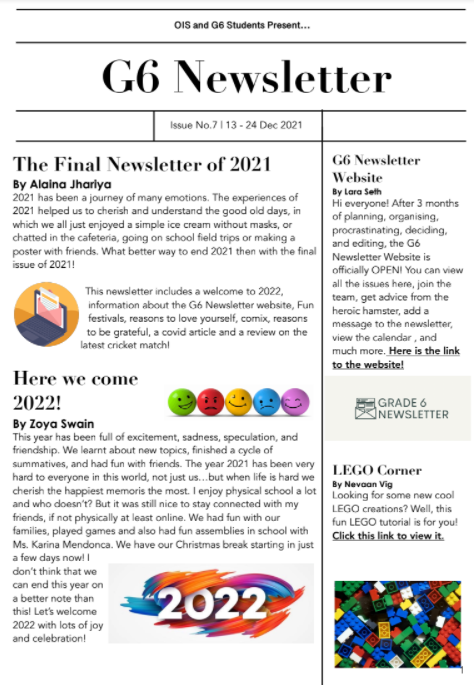 OIS and G6 Students Present...
G6 Newsletter
Issue No.7 | 13 - 24 Dec 2021
The Final Newsletter of 2021
By Alaina Jhariya
2021 has been a journey of many emotions. The experiences of
2021 helped us to cherish and understand the good old days, in
which we all just enjoyed a simple ice cream without masks, or
chatted in the cafeteria, going on school field trips or making a
poster with friends. What better way to end 2021 then with the final
issue of 2021!
This newsletter includes a welcome to 2022,
information about the G6 Newsletter website, Fun
festivals, reasons to love yourself, comix, reasons
to be grateful, a covid article and a review on the
latest cricket match!
Here we come
2022!
By Zoya Swain
This year has been full of excitement, sadness, speculation, and
friendship. We learnt about new topics, finished a cycle of
summatives, and had fun with friends. The year 2021 has been very
hard to everyone in this world, not just us...but when life is hard we
cherish the happiest memoris the most. I enjoy physical school a lot
and who doesn't? But it was still nice to stay connected with my
friends, if not physically at least online. We had fun with our
families, played games and also had fun assemblies in school with
Ms. Karina Mendonca. We have our Christmas break starting in just
a few days now! I
don't think that we
can end this year on
a better note than
this! Let's welcome
2022 with lots of joy
and celebration!
2022
G6 Newsletter
Website
By Lara Seth
Hi everyone! After 3 months
of planning, organising,
procrastinating, deciding,
and editing, the G6
Newsletter Website is
officially OPEN! You can view
all the issues here, join the
team, get advice from the
heroic hamster, add a
message to the newsletter,
view the calendar , and
much more. Here is the link
to the website!
GRADE 6
NEWSLETTER
LEGO Corner
By Nevaan Vig
Looking for some new cool
LEGO creations? Well, this
fun LEGO tutorial is for you!
Click this link to view it.
1